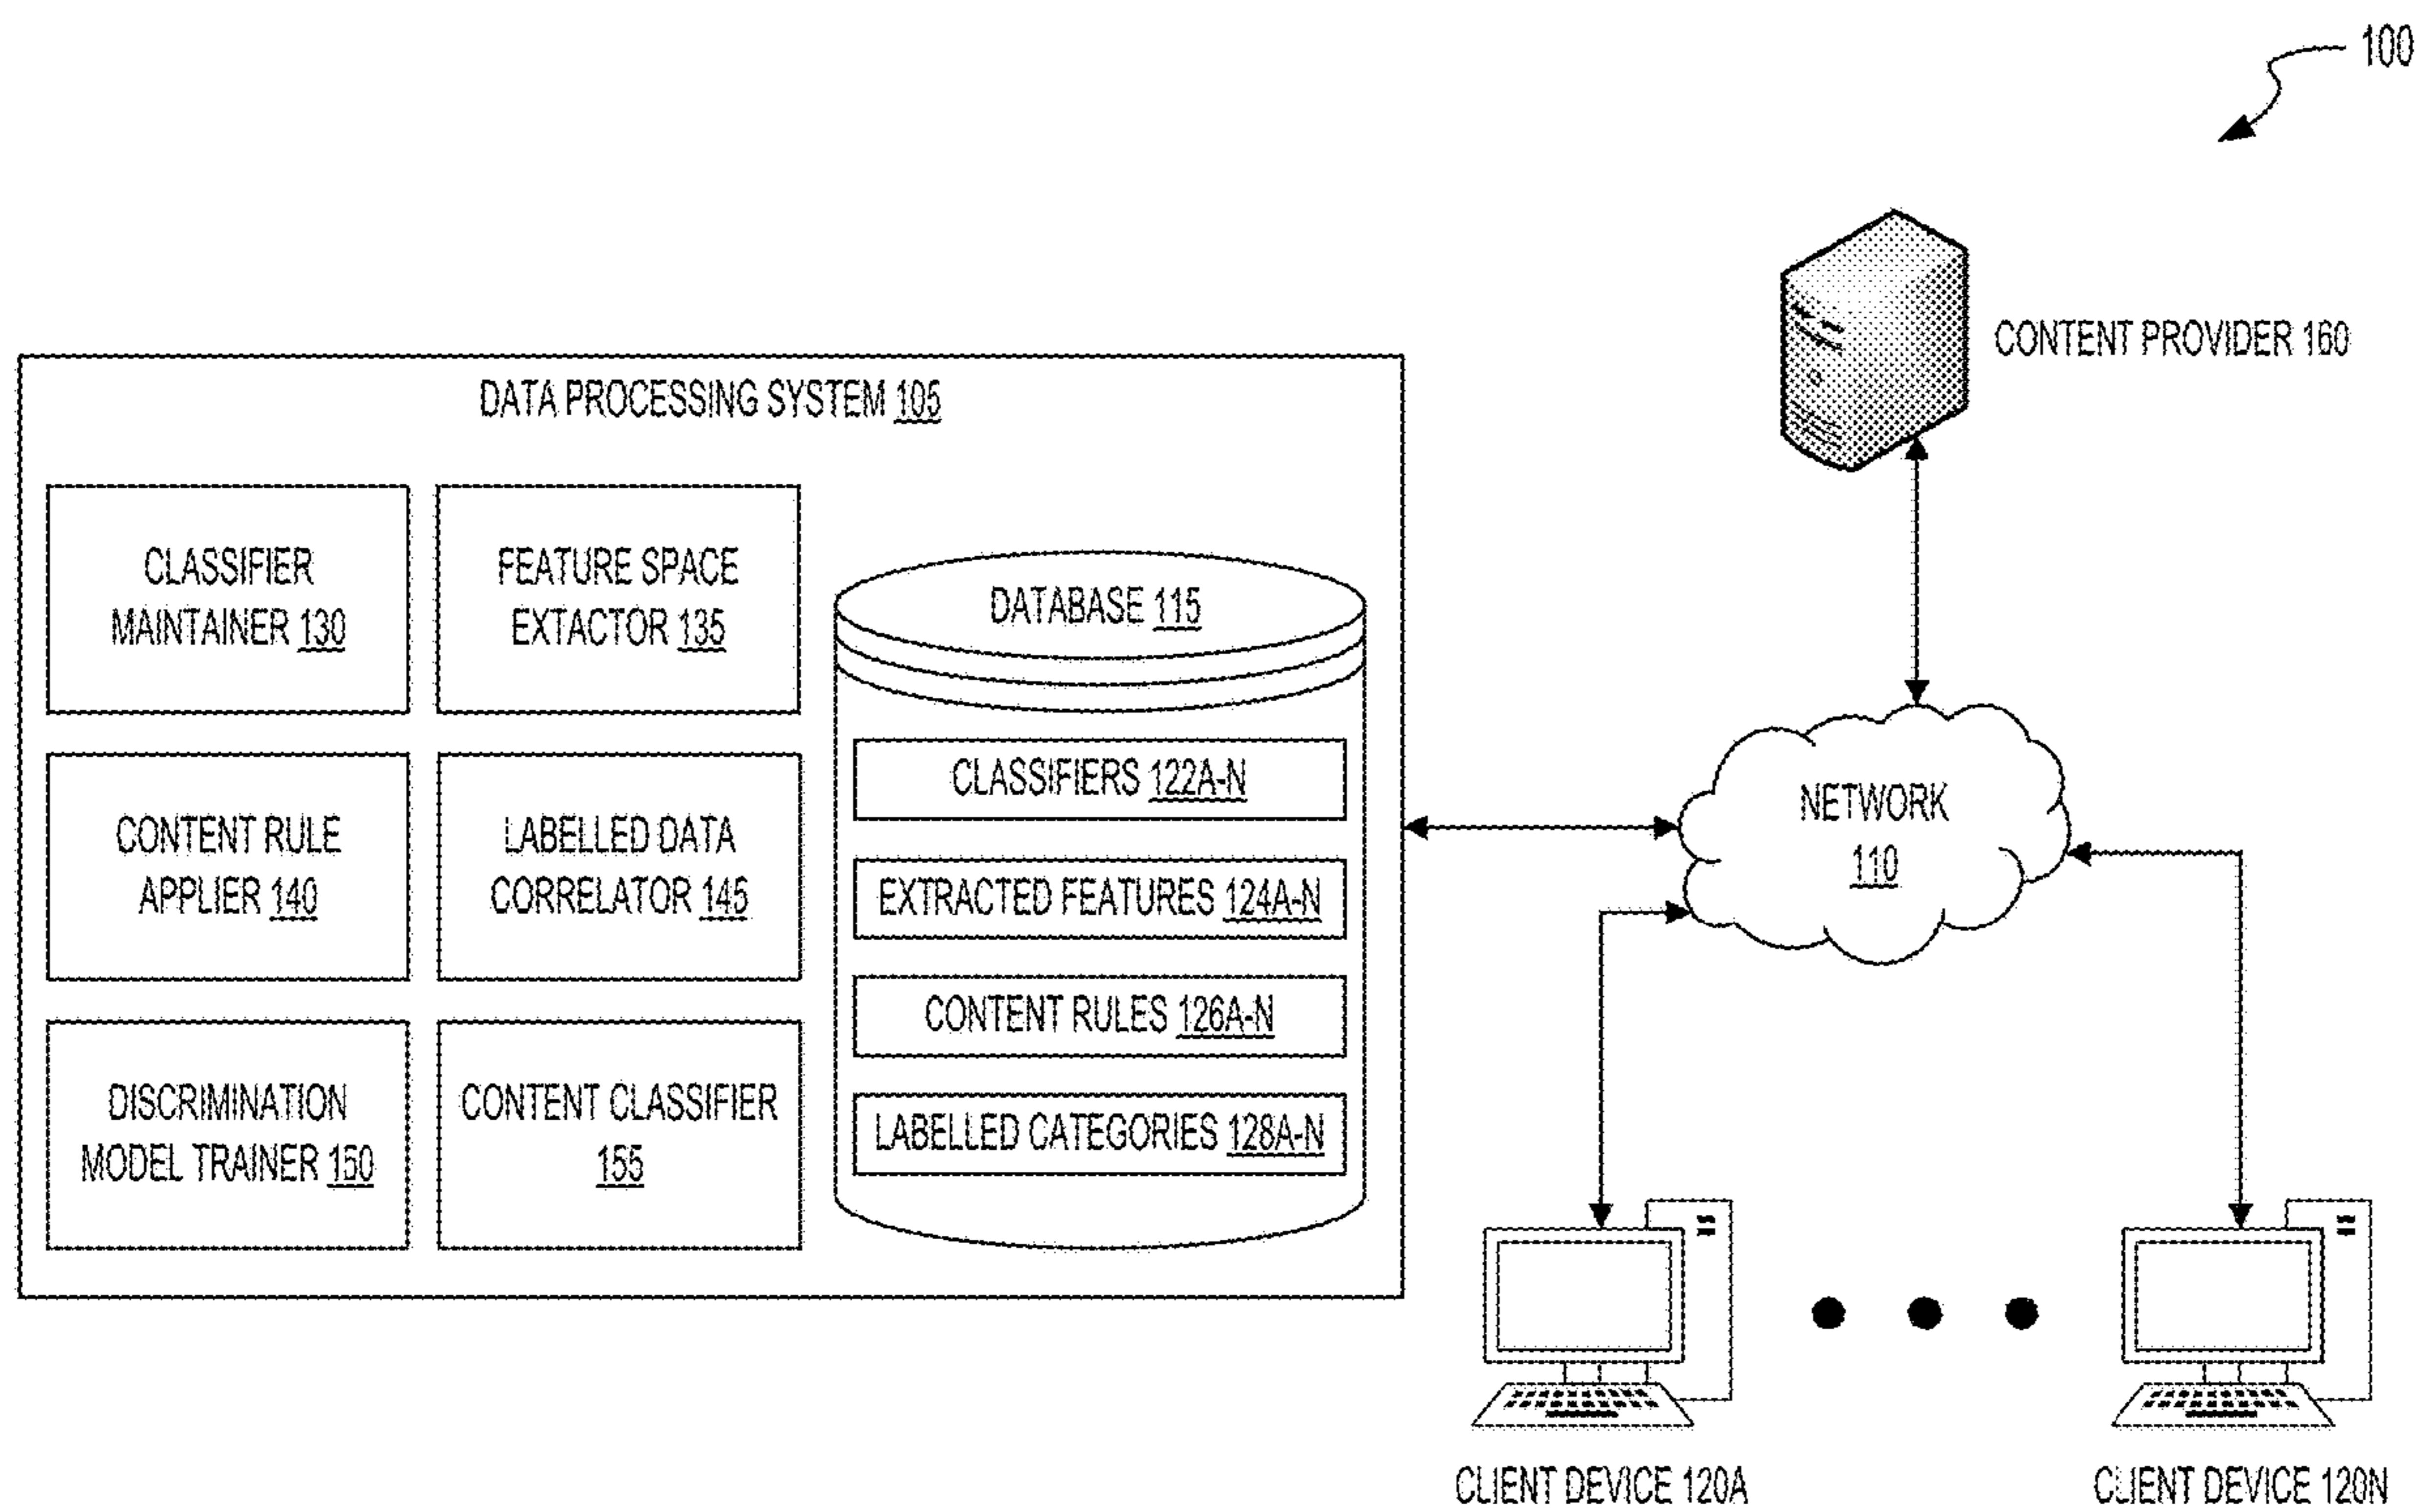 100
CONTENT PROVIDER 160
DATA PROCESSING SYSTEM 105
CLASSIFIER
MAINTAINER 130
FEATURE SPACE
EXTACTOR 135
DATABASE 115
CLASSIFIERS 122A-N
EXTRACTED FEATURES 124A-N
CONTENT RULES 126A-N
LABELLED CATEGORIES 128A-N
CONTENT RULE
APPLIER 140
LABELLED DATA
CORRELATOR 145
DISCRIMINATION
MODEL TRAINER 150
CONTENT CLASSIFIER
155
NETWORK
110
CLIENT DEVICE 120A
CLIENT DEVICE 120N